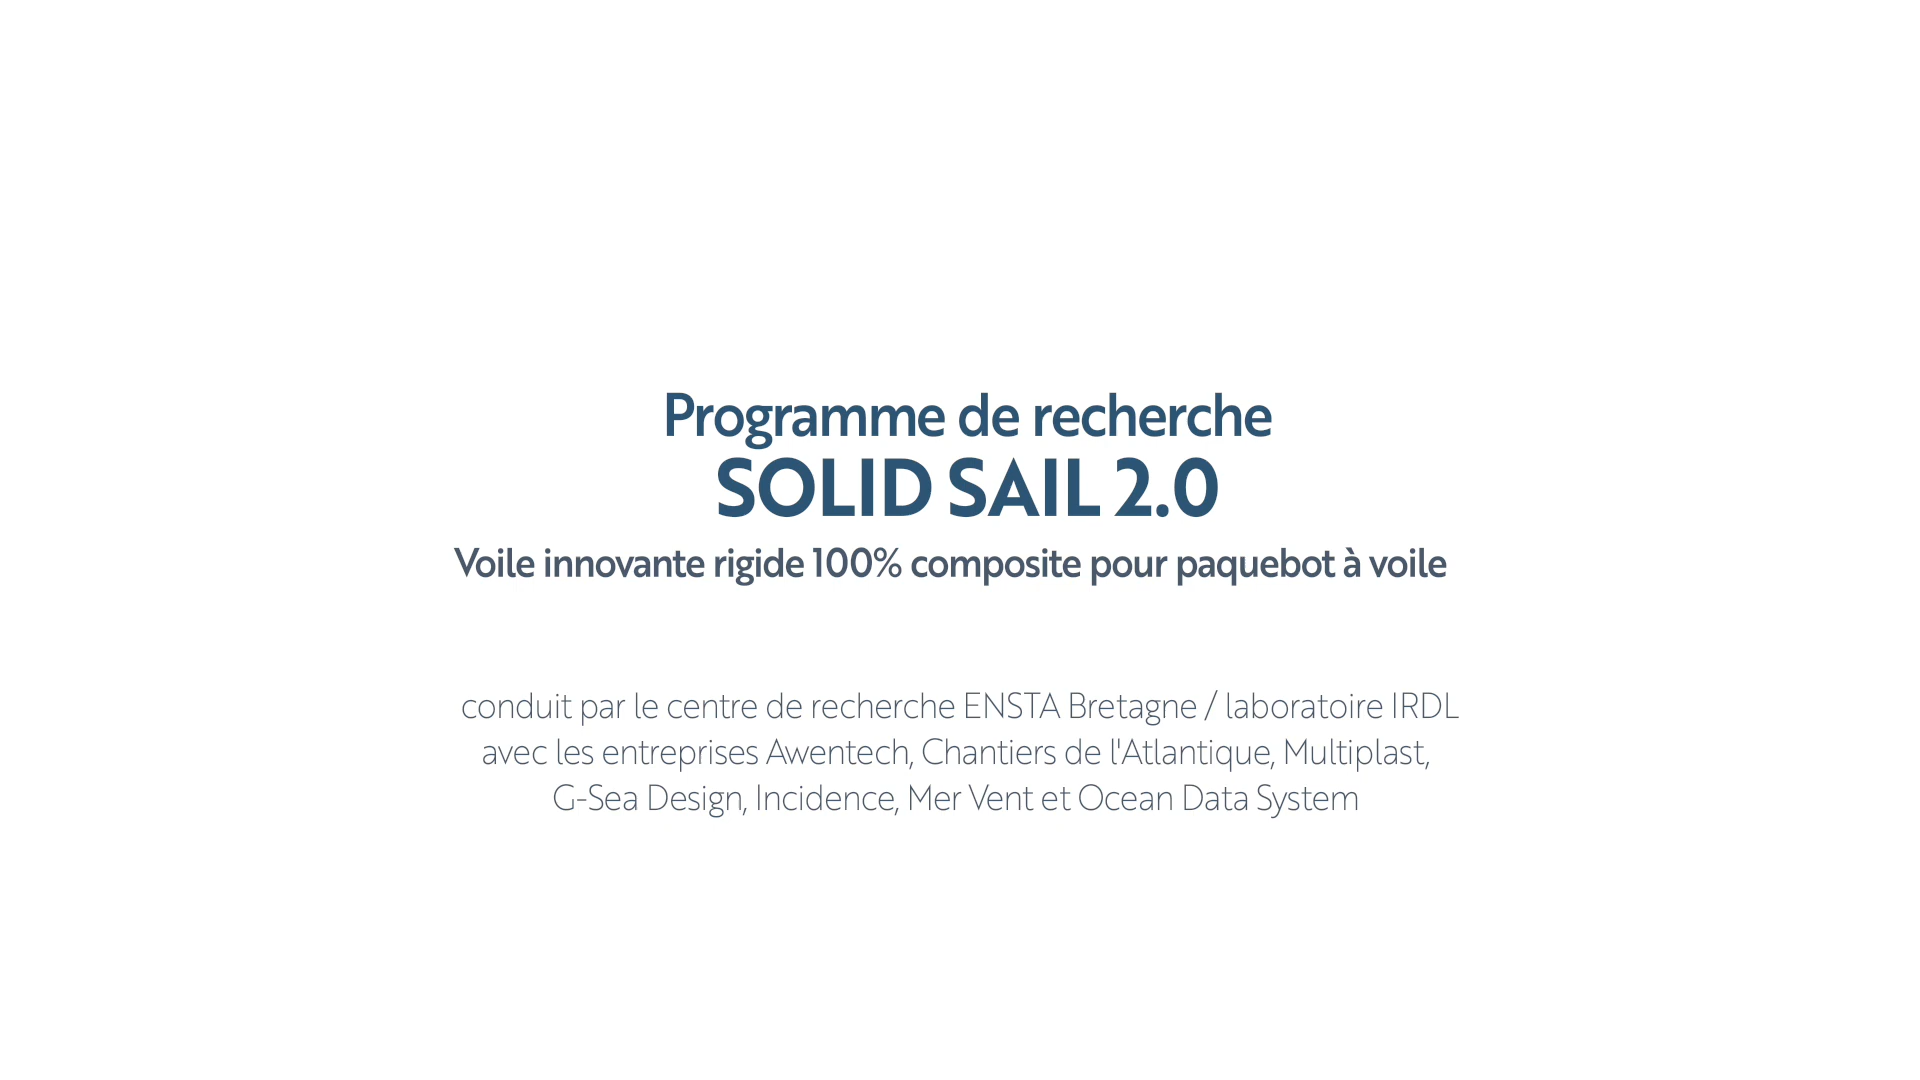 Programme de recherche
SOLID SAIL 2.0
Voile innovante rigide 100% composite pour paquebot à voile
conduit par le centre de recherche ENSTA Bretagne / laboratoire IRDL
avec les entreprises Awentech, Chantiers de l'Atlantique, Multiplast,
G-Sea Design, Incidence, Mer Vent et Ocean Data System